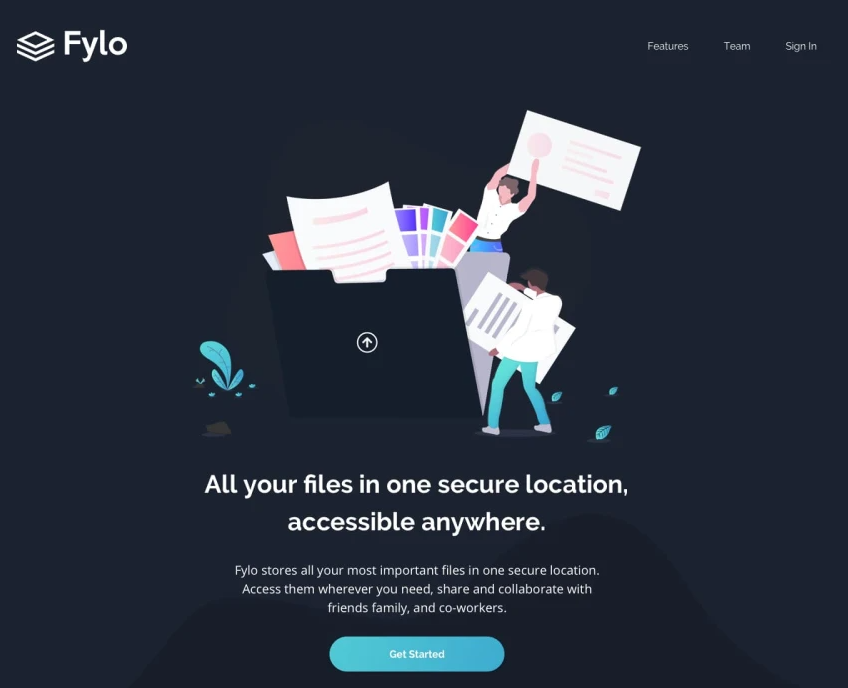 Fylo
Features
Team
Sign In
All your files in one secure location,
accessible anywhere.
Fylo stores all your most important files in one secure location.
Access them wherever you need, share and collaborate with
friends family, and co-workers.
Get Started